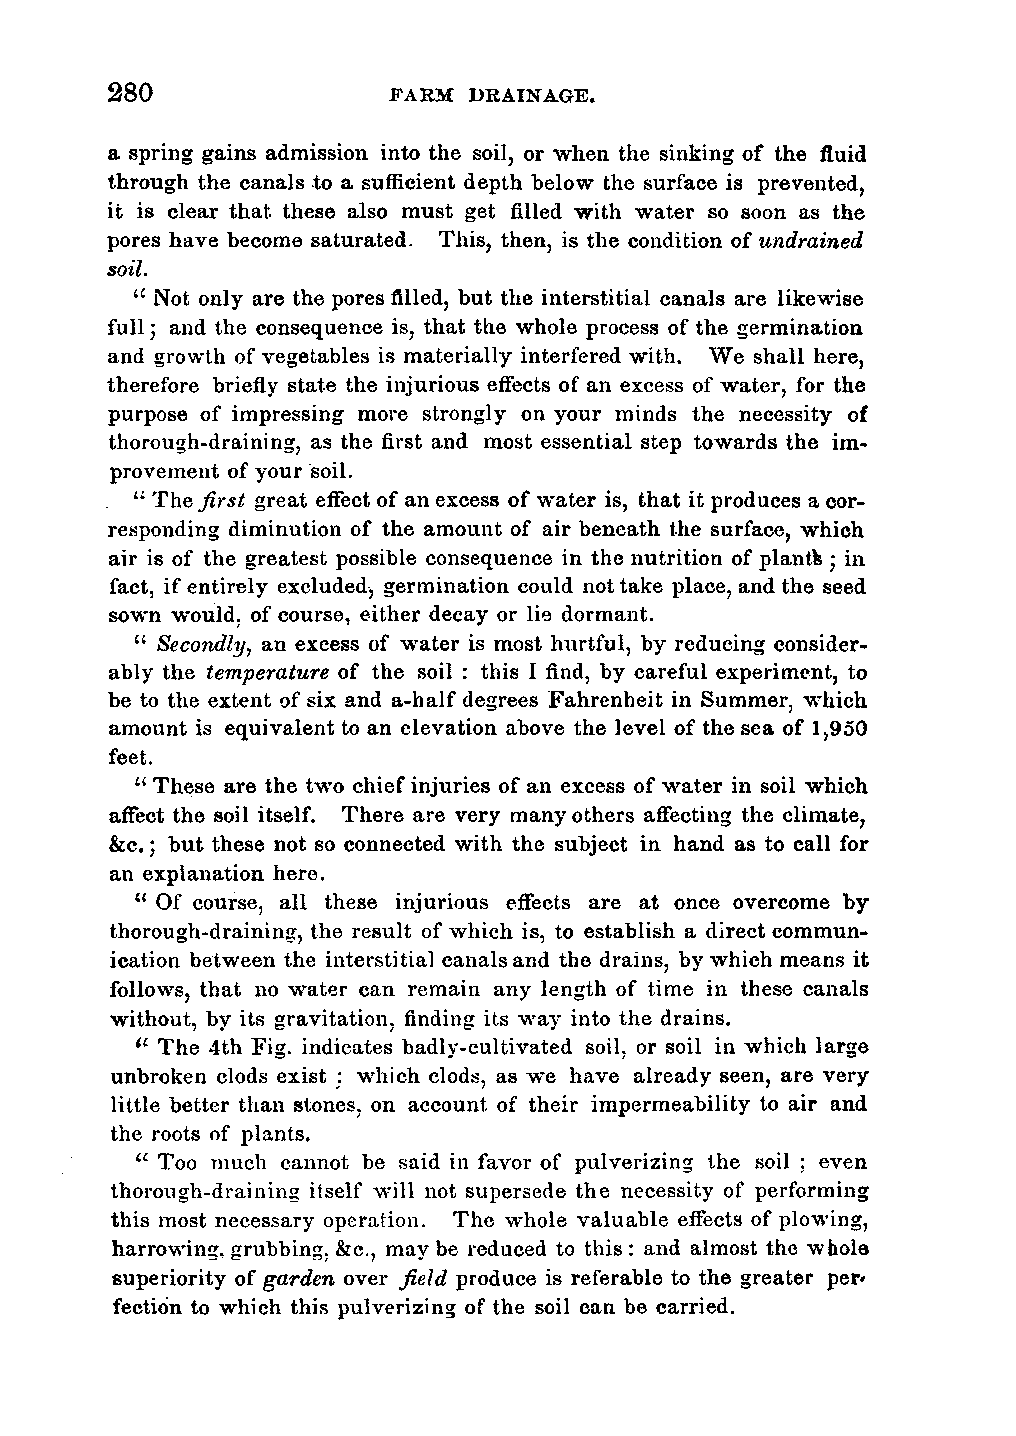 280 FARM DRAINAGE.
a spring gains admission into the soil, or when the sinking of the fluid
through the canals to a sufficient depth below the surface is prevented,
it is clear that these also must get filled with water so soon as the
pores have become saturated. This, then, is the condition of undrained
soil.
“ Not only are the pores filled, but the interstitial canals are likewise
full; and the consequence is, that the whole process of the germination
and growth of vegetables is materially interfered with. We shall here,
therefore briefly state the injurious effects of an excess of water, for the
purpose of impressing more strongly on your minds the necessity of
thorough-draining, as the first and most essential step towards the im-
provement of your soil.
“ The first great effect of an excess of water is, that it produces a cor-
responding diminution of the amount of air beneath the surface, which
air is of the greatest possible consequence in the nutrition of plants; in
fact, if entirely excluded, germination could not take place, and the seed
sown would, of course, either decay or lie dormant.
“ Secondly, an excess of water is most hurtful, by reducing consider-
ably the temperature of the soil : this I find, by careful experiment, to
be to the extent of six and a-half degrees Fahrenheit in Summer, which
amount is equivalent to an elevation above the level of the sea of 1,950
feet.
“ These are the two chief injuries of an excess of water in soil which
affect the soil itself. There are very many others affecting the climate,
&c.; but these not so connected with the subject in hand as to call for
an explanation here.
“ Of course, all these injurious effects are at once overcome by
thorough-draining, the result of which is, to establish a direct commun-
ication between the interstitial canals and the drains, by which means it
follows, that no water can remain any length of time in these canals
without, by its gravitation, finding its way into the drains.
“ The 4th Fig. indicates badly-cultivated soil, or soil in which large
unbroken clods exist ; which clods, as we have already seen, are very
little better than stones, on account of their impermeability to air and
the roots of plants.
“ Too much cannot be said in favor of pulverizing the soil ; even
thorough-draining itself will not supersede the necessity of performing
this most necessary operation. The whole valuable effects of plowing,
harrowing, grubbing, &c., may be reduced to this: and almost the whole
superiority of garden over field produce is referable to the greater per-
fection to which this pulverizing of the soil can be carried.